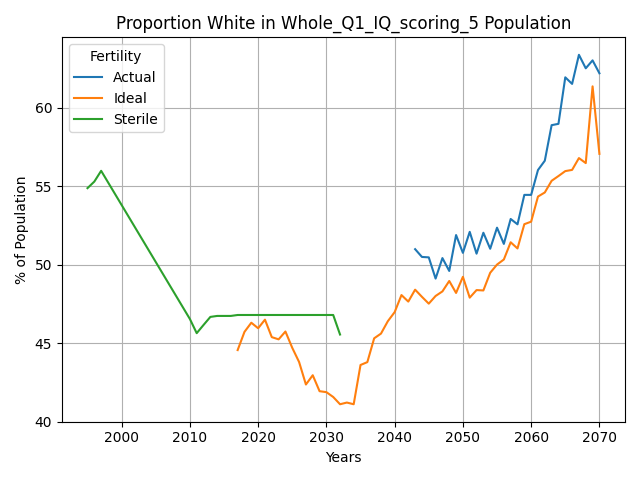 Proportion White in Whole_Q1_IQ_scoring_5 Population
Fertility
Actual
Ideal
Sterile
% of Population
60
55
50
45
40
2000 2010 2020 2030 2040 2050 2060 2070
Years